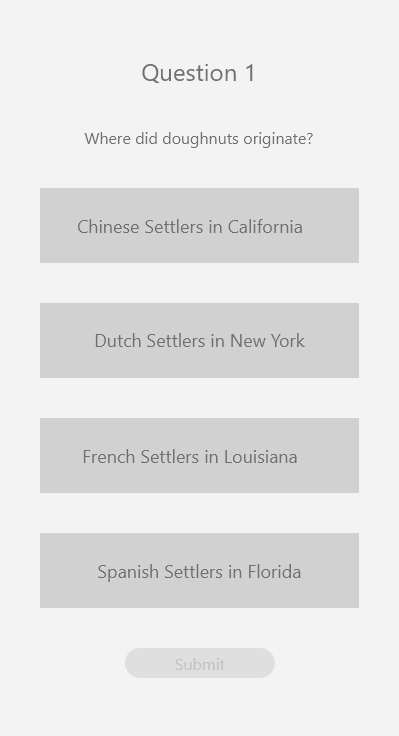 Question 1
Where did doughnuts originate?
Chinese Settlers in California
Dutch Settlers in New York
French Settlers in Louisiana
Spanish Settlers in Florida
Submit